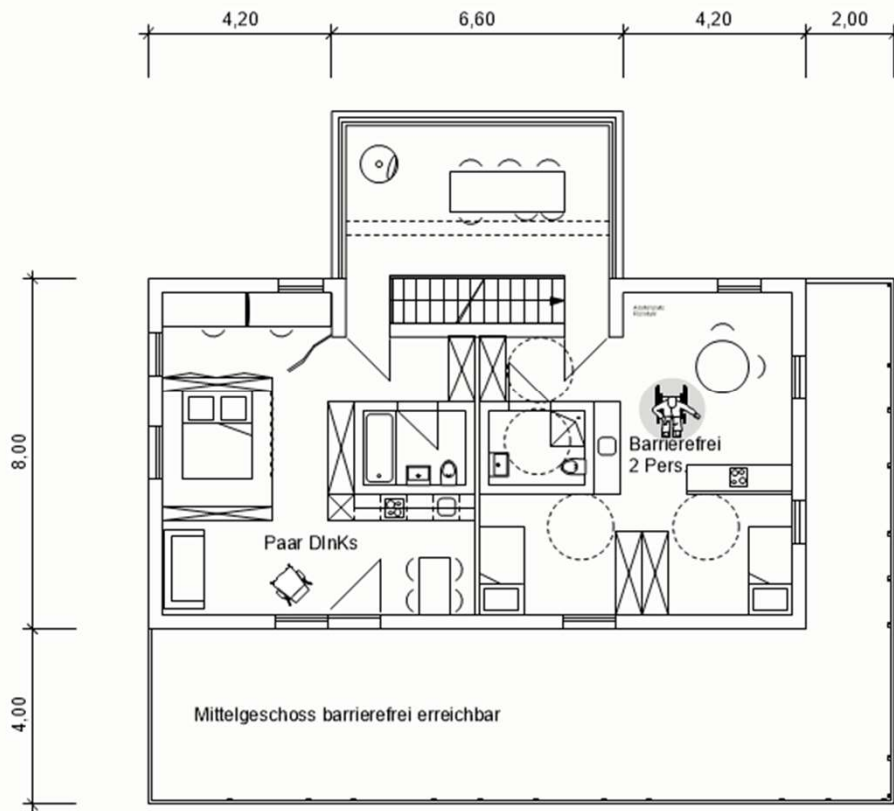 4,20
6,60
4,20
2,00
8,00
Barrierefrei
2 Pers.
Paar DInKs
4,00
Mittelgeschoss barrierefrei erreichbar